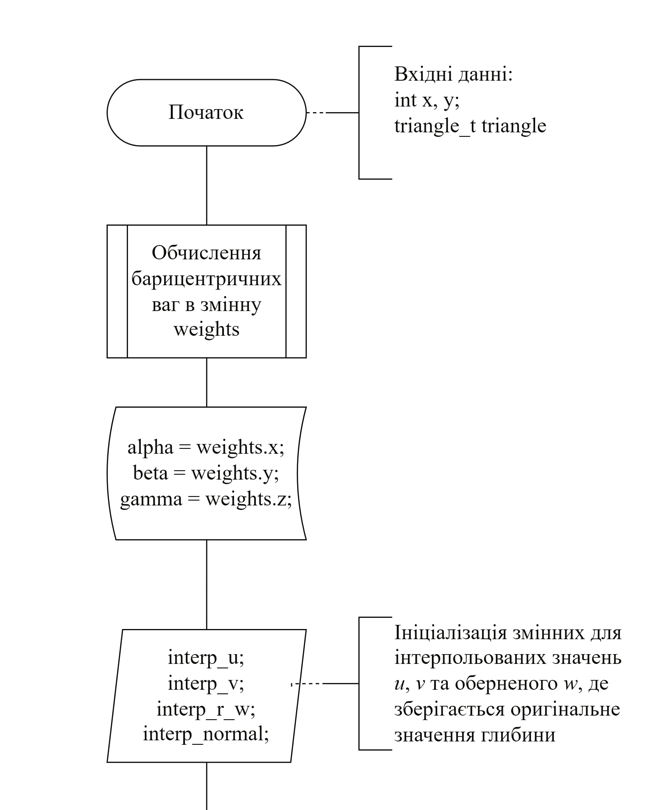 Початок
Вхідні данні:
int x, y;
triangle_t triangle
Обчислення
барицентричних
ваг в змінну
weights
alpha = weights.x;
beta = weights.y;
gamma = weights.z;
interp_u;
interp_v;
interp_r_w;
interp_normal;
Ініціалізація змінних для
інтерпольованих значень
u, v та оберненого w, де
зберігається оригінальне
значення глибини